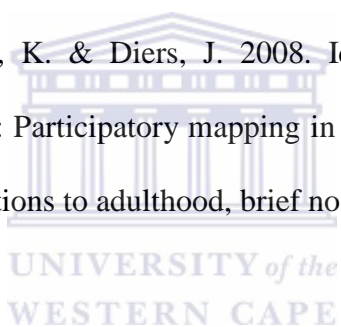 , K. & Diers, J. 2008.
: Participatory mapping in
tions to adulthood, brief no
UNIVERSITY of the
WESTERN CAPE